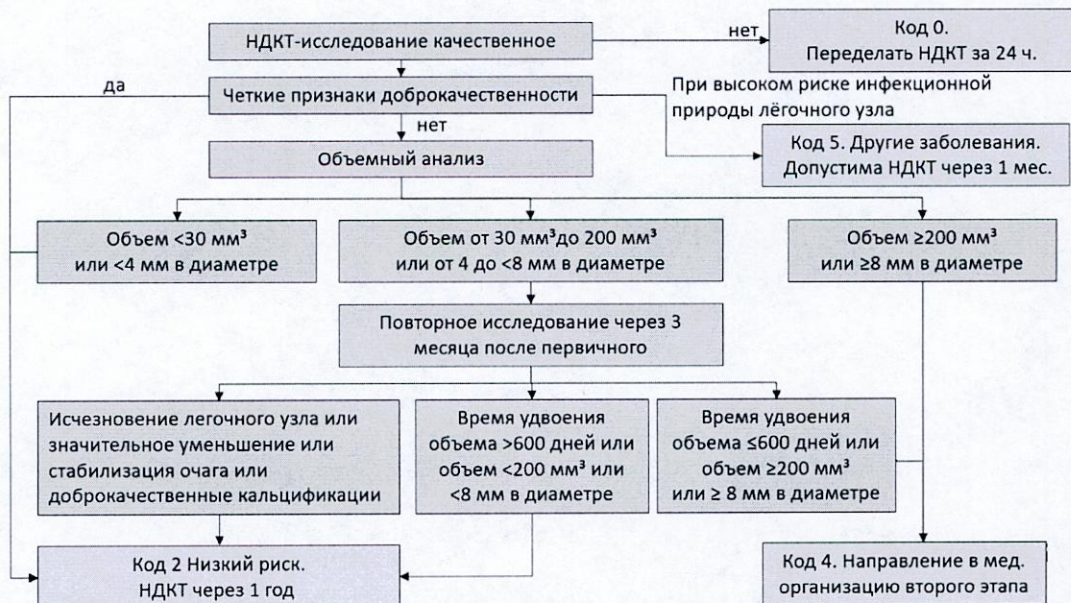 НДКТ-исследование качественное
нет
Код 0.
Переделать НДКТ за 24 ч.
да
Четкие признаки доброкачественности
При высоком риске инфекционной
природы лёгочного узла
нет
Объемный анализ
Код 5. Другие заболевания.
Допустима НДКТ через 1 мес.
Объем <30 мм³
или <4 мм в диаметре
Объем от 30 мм³до 200 мм³
или от 4 до <8 мм в диаметре
Объем ≥200 мм³
или ≥8 мм в диаметре
Повторное исследование через 3
месяца после первичного
Исчезновение легочного узла или
значительное уменьшение или
стабилизация очага или
доброкачественные кальцификации
Время удвоения
объема >600 дней или
объем <200 мм³ или
<8 мм в диаметре
Время удвоения
объема ≤600 дней или
объем ≥200 мм³
или ≥ 8 мм в диаметре
Код 2 Низкий риск.
НДКТ через 1 год
Код 4. Направление в мед.
организацию второго этапа